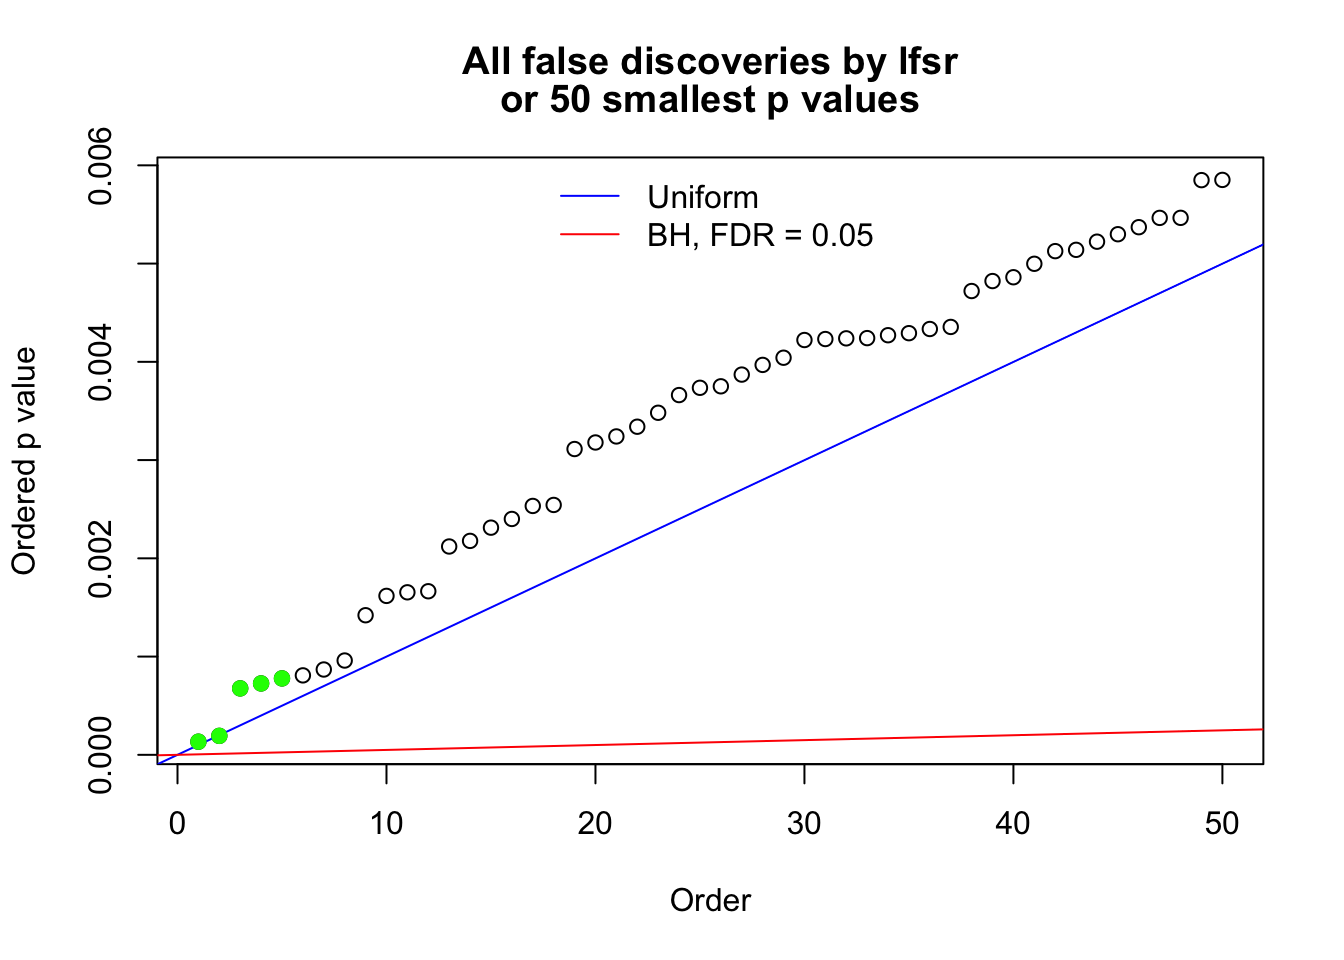 All false discoveries by lfsr
or 50 smallest p values
Uniform
BH, FDR = 0.05
Ordered p value
0.006
0.004
0.002
0.000
0 10 20 30 40 50
Order